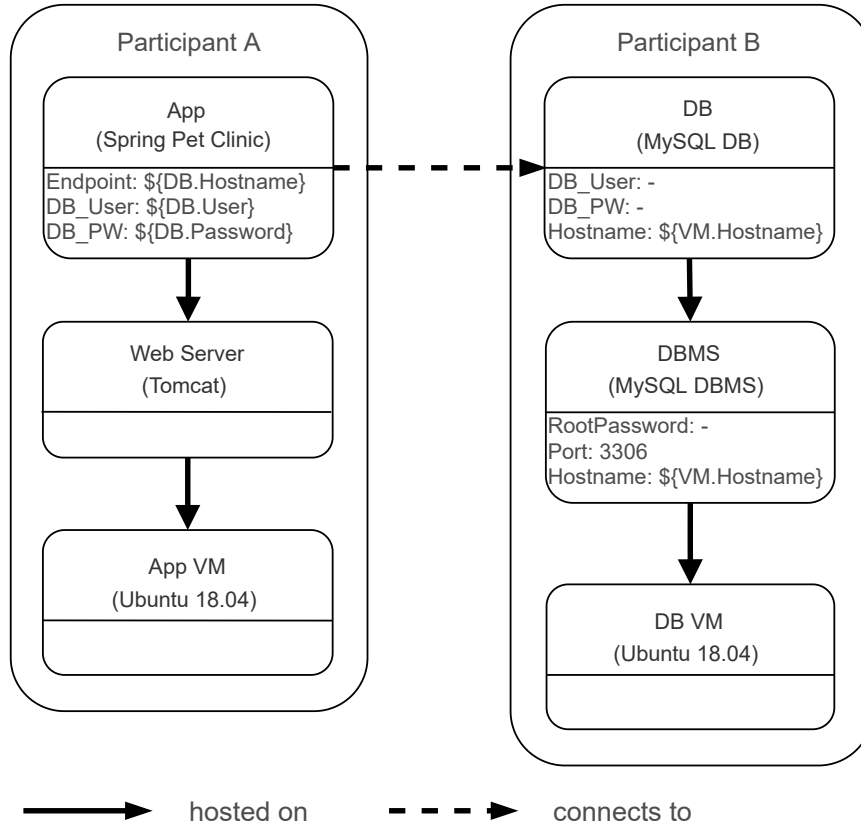 Participant A
App
(Spring Pet Clinic)
Endpoint: ${DB.Hostname}
DB_User: ${DB.User}
DB_PW: ${DB.Password}
Web Server
(Tomcat)
App VM
(Ubuntu 18.04)
Participant B
DB
(MySQL DB)
DB_User: -
DB_PW: -
Hostname: ${VM.Hostname}
DBMS
(MySQL DBMS)
RootPassword: -
Port: 3306
Hostname: ${VM.Hostname}
DB VM
(Ubuntu 18.04)
hosted on
connects to